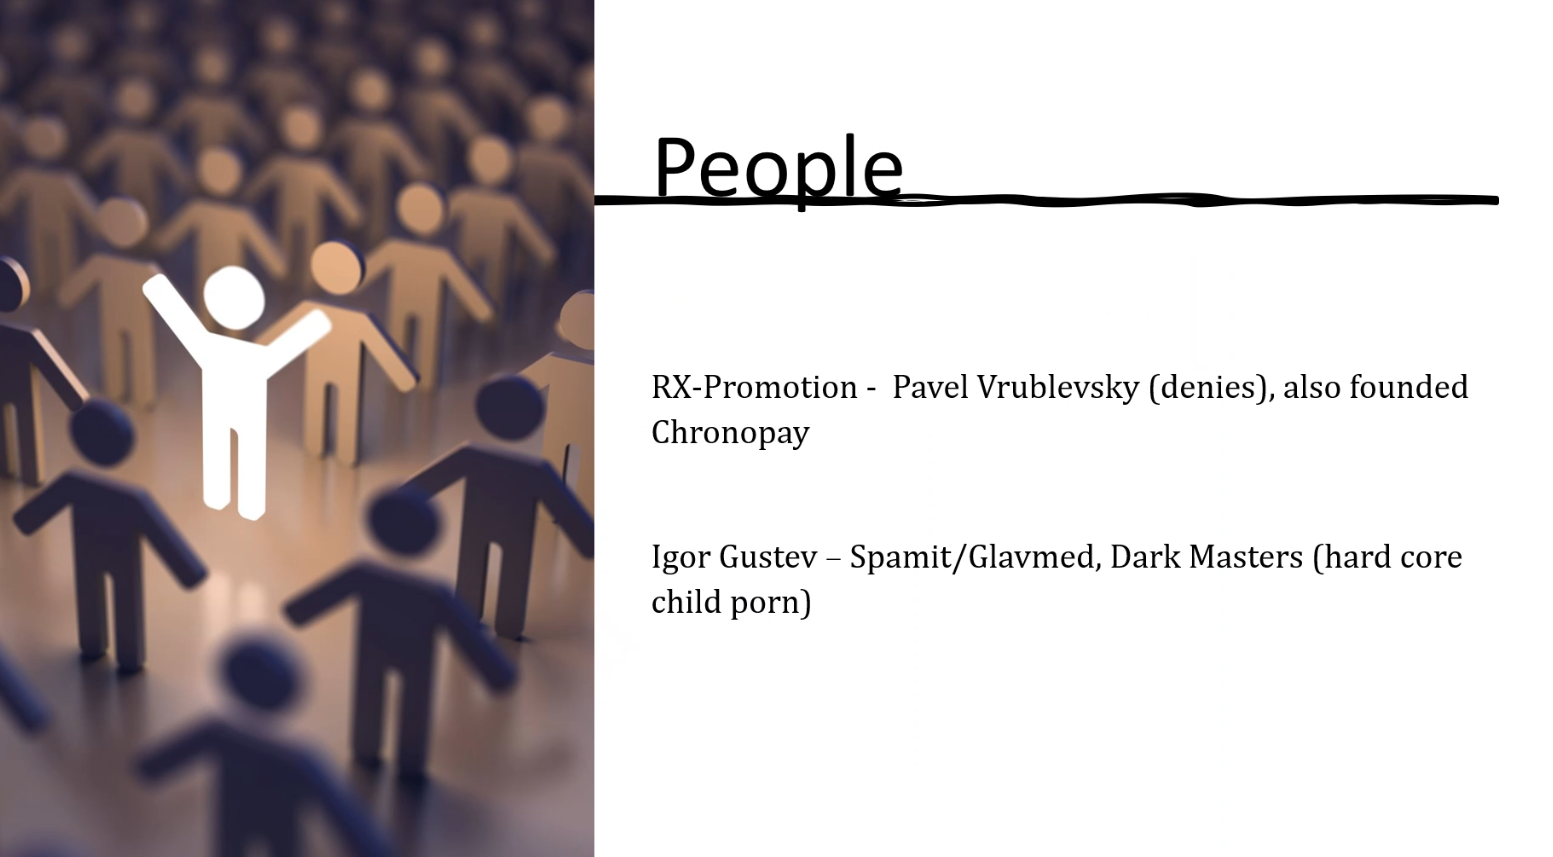 People
RX-Promotion -  Pavel Vrublevsky (denies), also founded
Chronopay
Igor Gustev – Spamit/Glavmed, Dark Masters (hard core
child porn)